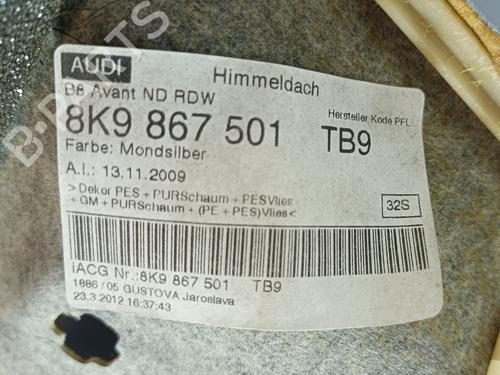 AUDI
Himmeldach
B8 Avant ND RDW
Hersteller Kode PFL
8K9 867 501 TB9
Farbe: Mondsilber
A.I.: 13.11.2009
> Dekor PES + PURSchaum + PESVlies
+ GM + PURSchaum + (PE + PES)Vlies<
32S
iACG Nr.:8K9 867 501 TB9
1886 / 05 GUSTOVA Jaroslava
23.3.2012 16:37:43
B-PARTS